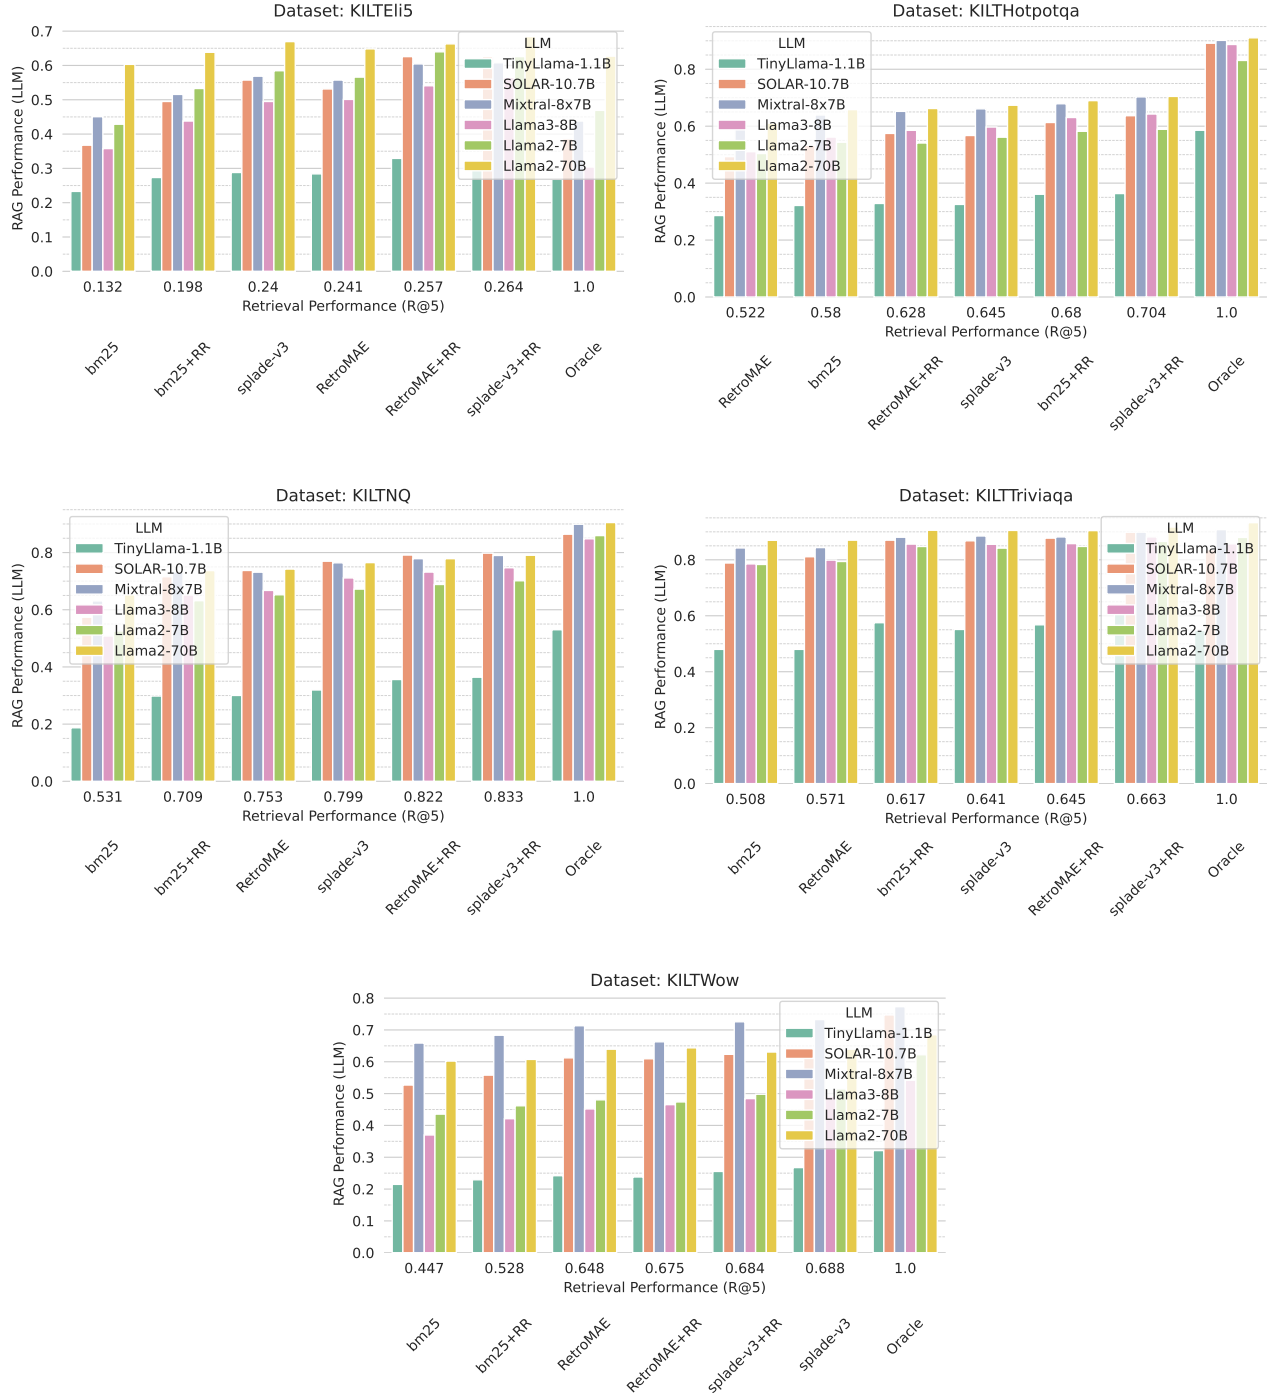 Dataset: KILTEli5
RAG Performance (LLM)
0.7
0.6
0.5
0.4
0.3
0.2
0.1
0.0
LLM
TinyLlama-1.1B
SOLAR-10.7B
Mixtral-8x7B
Llama3-8B
Llama2-7B
Llama2-70B
0.132 0.198 0.24 0.241 0.257 0.264 1.0
Retrieval Performance (R@5)
bm25 bm25+RR splade-v3 RetroMAE RetroMAE+RR splade-v3+RR Oracle
Dataset: KILTHotpotqa
RAG Performance (LLM)
0.8
0.6
0.4
0.2
0.0
LLM
TinyLlama-1.1B
SOLAR-10.7B
Mixtral-8x7B
Llama3-8B
Llama2-7B
Llama2-70B
0.522 0.58 0.628 0.645 0.68 0.704 1.0
Retrieval Performance (R@5)
RetroMAE bm25 RetroMAE+RR splade-v3 bm25+RR splade-v3+RR Oracle
Dataset: KILTNQ
RAG Performance (LLM)
0.8
0.6
0.4
0.2
0.0
LLM
TinyLlama-1.1B
SOLAR-10.7B
Mixtral-8x7B
Llama3-8B
Llama2-7B
Llama2-70B
0.531 0.709 0.753 0.799 0.822 0.833 1.0
Retrieval Performance (R@5)
bm25 bm25+RR RetroMAE splade-v3 RetroMAE+RR splade-v3+RR Oracle
Dataset: KILTTriviaqa
RAG Performance (LLM)
0.8
0.6
0.4
0.2
0.0
LLM
TinyLlama-1.1B
SOLAR-10.7B
Mixtral-8x7B
Llama3-8B
Llama2-7B
Llama2-70B
0.508 0.571 0.617 0.641 0.645 0.663 1.0
Retrieval Performance (R@5)
bm25 RetroMAE bm25+RR splade-v3 RetroMAE+RR splade-v3+RR Oracle
Dataset: KILTWow
RAG Performance (LLM)
0.8
0.7
0.6
0.5
0.4
0.3
0.2
0.1
0.0
LLM
TinyLlama-1.1B
SOLAR-10.7B
Mixtral-8x7B
Llama3-8B
Llama2-7B
Llama2-70B
0.447 0.528 0.648 0.675 0.684 0.688 1.0
Retrieval Performance (R@5)
bm25 bm25+RR RetroMAE RetroMAE+RR splade-v3+RR splade-v3 Oracle